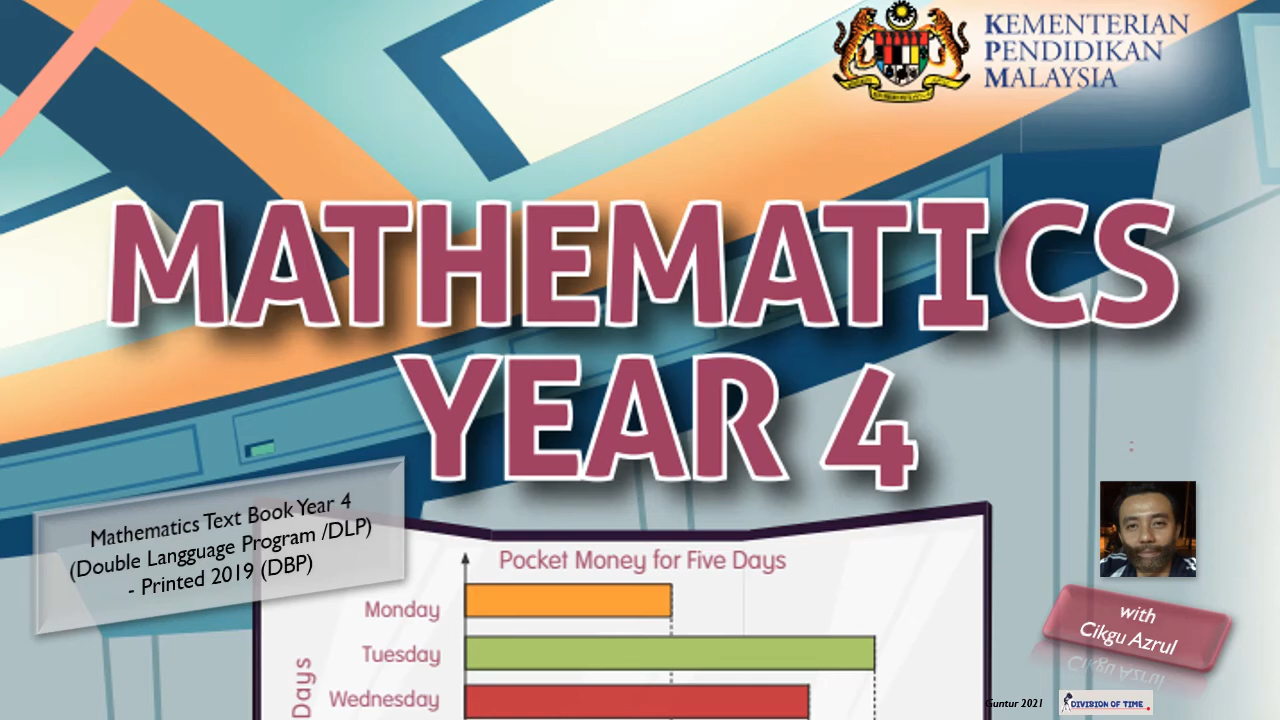 KEMENTERIAN
PENDIDIKAN
MALAYSIA
MATHEMATICS
YEAR 4
Mathematics Text Book Year 4
(Double Langguage Program /DLP)
- Printed 2019 (DBP)
Pocket Money for Five Days
Monday
Tuesday
Wednesday
Days
with
Cikgu Azrul
Guntur 2021
DIVISION OF TIME